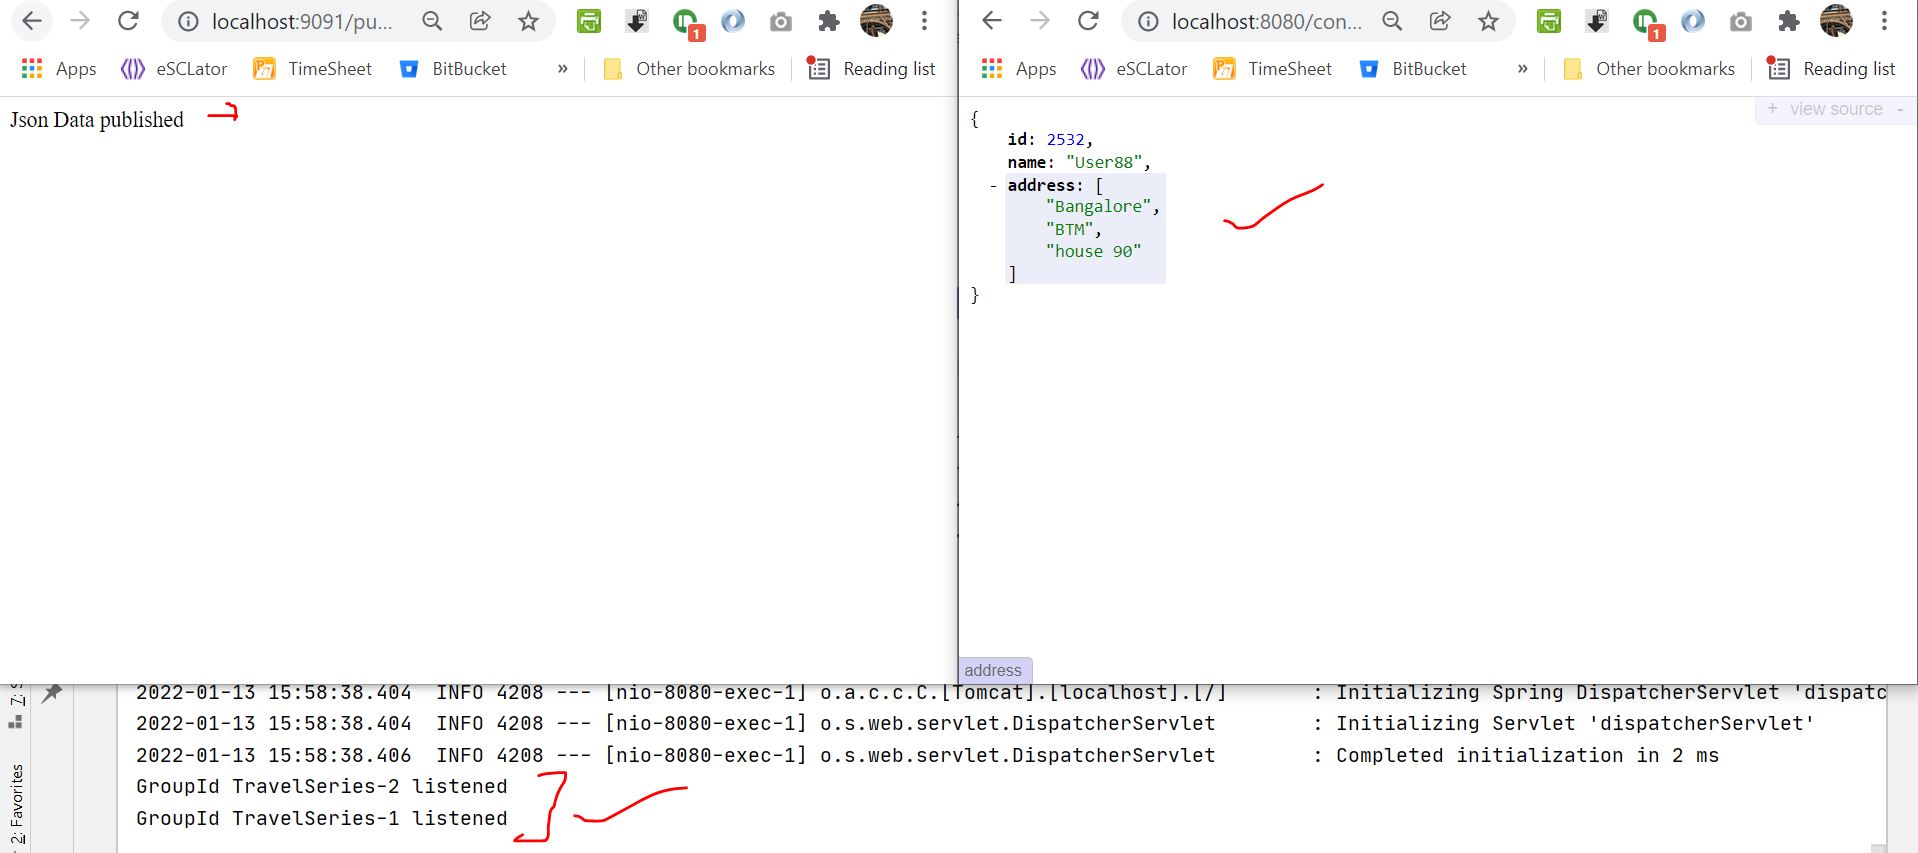 localhost:9091/pu...
1
Apps eSCLator TimeSheet BitBucket » Other bookmarks Reading list
Json Data published
localhost:8080/con...
1
Apps eSCLator TimeSheet BitBucket » Other bookmarks Reading list
+ view source -
{
id: 2532,
name: "User88",
- address: [
"Bangalore",
"BTM",
"house 90"
]
}
address
2022-01-13 15:58:38.404 INFO 4208 --- [nio-8080-exec-1] o.a.c.c.C.[Tomcat].[localhost].[/] : Initializing Spring DispatcherServlet 'dispatc
2022-01-13 15:58:38.404 INFO 4208 --- [nio-8080-exec-1] o.s.web.servlet.DispatcherServlet : Initializing Servlet 'dispatcherServlet'
2022-01-13 15:58:38.406 INFO 4208 --- [nio-8080-exec-1] o.s.web.servlet.DispatcherServlet : Completed initialization in 2 ms
GroupId TravelSeries-2 listened
GroupId TravelSeries-1 listened
2: Favorites